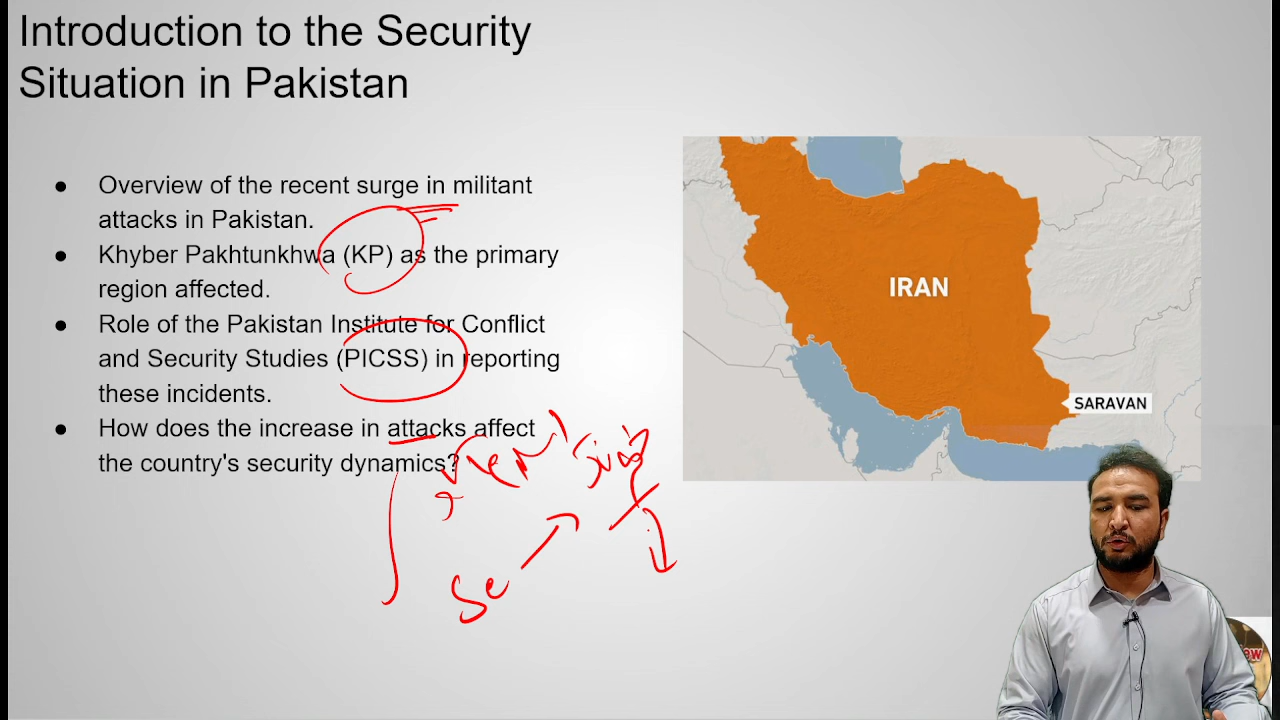 Introduction to the Security
Situation in Pakistan
● Overview of the recent surge in militant
attacks in Pakistan.
● Khyber Pakhtunkhwa (KP) as the primary
region affected.
● Role of the Pakistan Institute for Conflict
and Security Studies (PICSS) in reporting
these incidents.
● How does the increase in attacks affect
the country's security dynamics?
IRAN
SARAVAN
Se